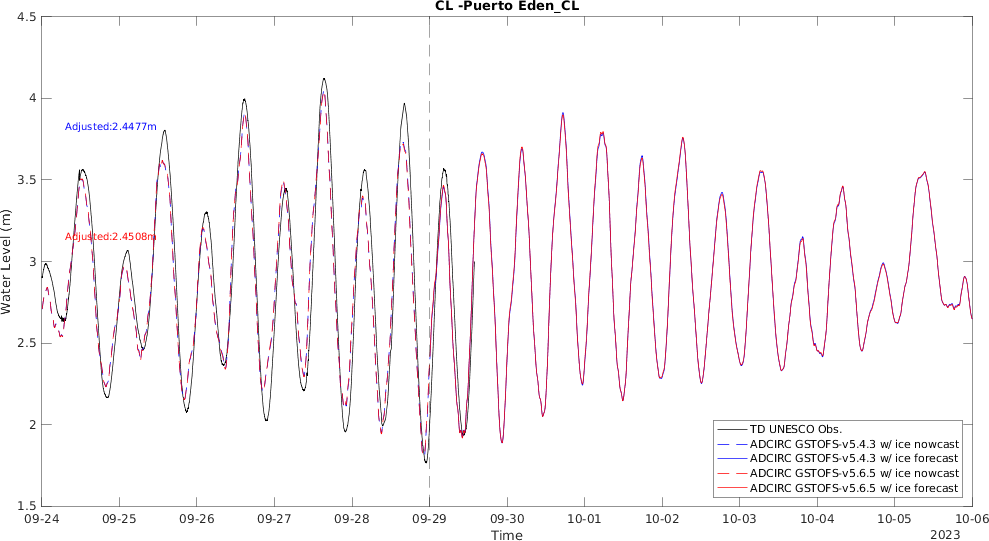 CL -Puerto Eden_CL
4.5
4
3.5
3
2.5
2
1.5
Water Level (m)
Adjusted:2.4477m
Adjusted:2.4508m
TD UNESCO Obs.
ADCIRC GSTOFS-v5.4.3 w/ ice nowcast
ADCIRC GSTOFS-v5.4.3 w/ ice forecast
ADCIRC GSTOFS-v5.6.5 w/ ice nowcast
ADCIRC GSTOFS-v5.6.5 w/ ice forecast
09-24 09-25 09-26 09-27 09-28 09-29 09-30 10-01 10-02 10-03 10-04 10-05 10-06
Time
2023